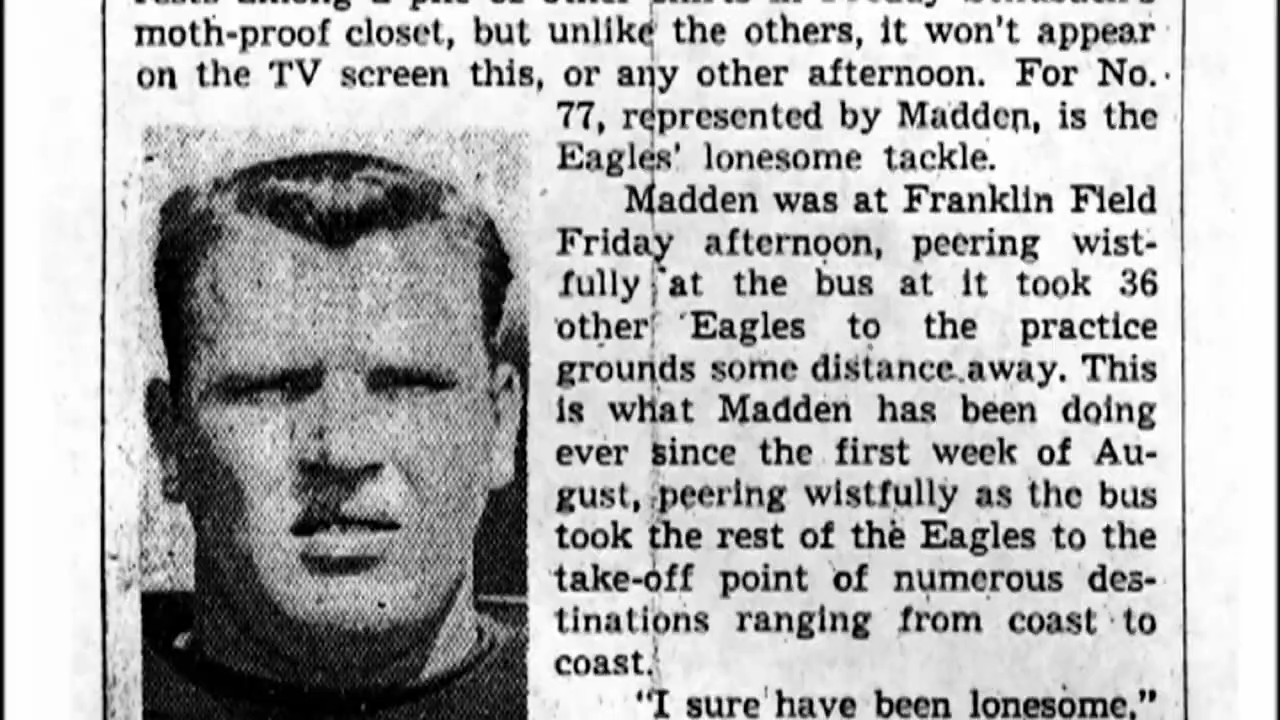 moth-proof closet, but unlike the others, it won't appear
on the TV screen this, or any other afternoon. For No.
77, represented by Madden, is the
Eagles' lonesome tackle.
Madden was at Franklin Field
Friday afternoon, peering wist-
fully at the bus at it took 36
other Eagles to the practice
grounds some distance away. This
is what Madden has been doing
ever since the first week of Au-
gust, peering wistfully as the bus
took the rest of the Eagles to the
take-off point of numerous des-
tinations ranging from coast to
coast.
"I sure have been lonesome,"